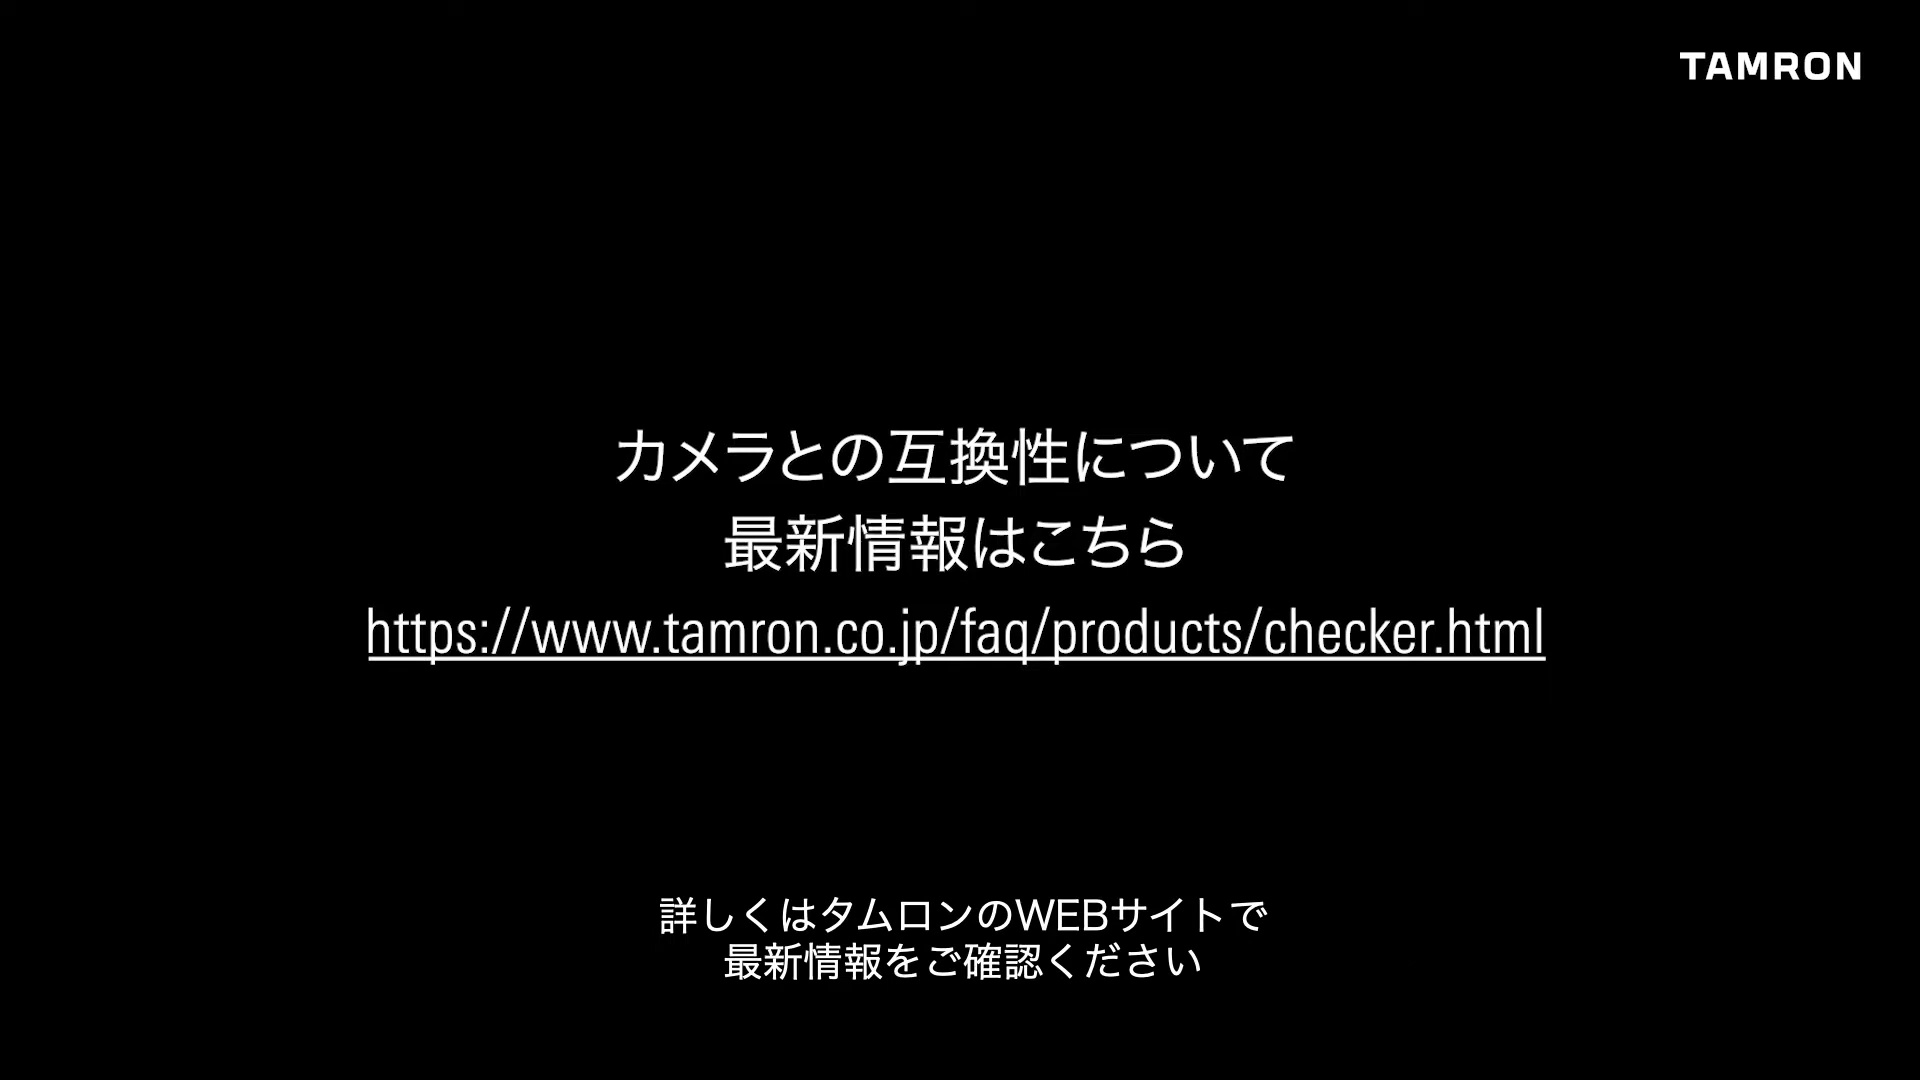 TAMRON
カメラとの互換性について
最新情報はこちら
https://www.tamron.co.jp/faq/products/checker.html
詳しくはタムロンのWEBサイトで
最新情報をご確認ください